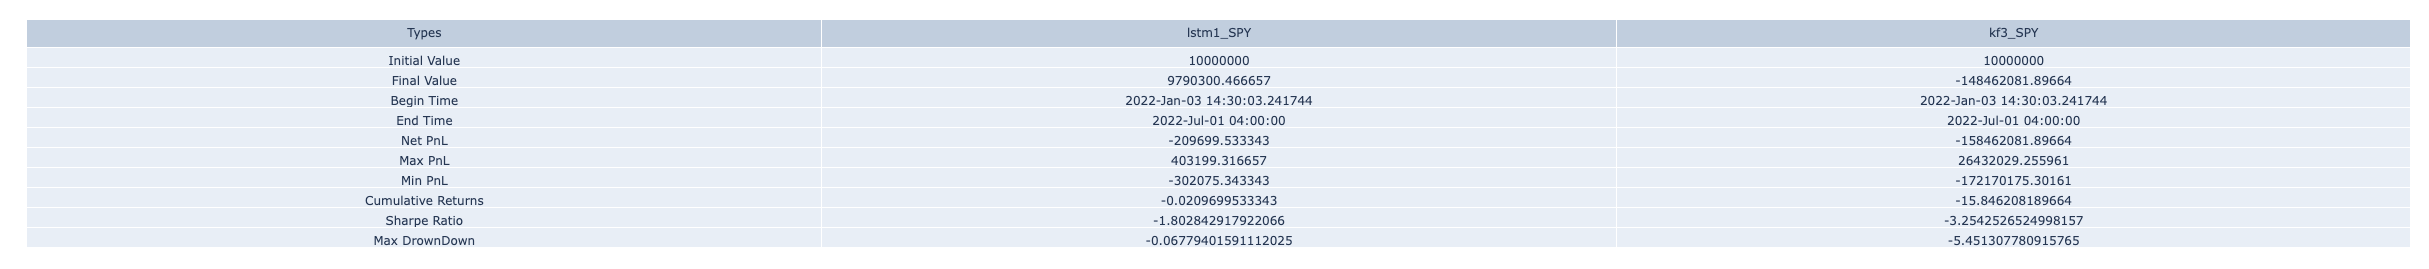 Types lstm1_SPY kf3_SPY
Initial Value 10000000 10000000
Final Value 9790300.466657 -148462081.89664
Begin Time 2022-Jan-03 14:30:03.241744 2022-Jan-03 14:30:03.241744
End Time 2022-Jul-01 04:00:00 2022-Jul-01 04:00:00
Net PnL -209699.533343 -158462081.89664
Max PnL 403199.316657 26432029.255961
Min PnL -302075.343343 -172170175.30161
Cumulative Returns -0.0209699533343 -15.846208189664
Sharpe Ratio -1.802842917922066 -3.2542526524998157
Max DrownDown -0.06779401591112025 -5.451307780915765